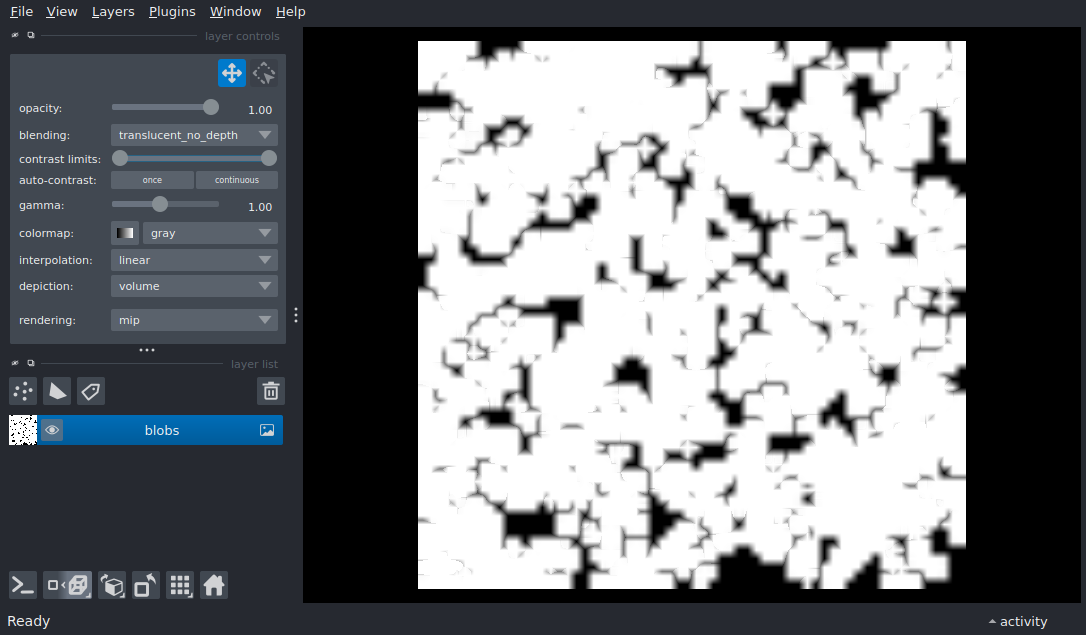 File View Layers Plugins Window Help
layer controls
opacity: 1.00
blending: translucent_no_depth
contrast limits:
auto-contrast: once continuous
gamma: 1.00
colormap: gray
interpolation: linear
depiction: volume
rendering: mip
layer list
blobs
Ready activity